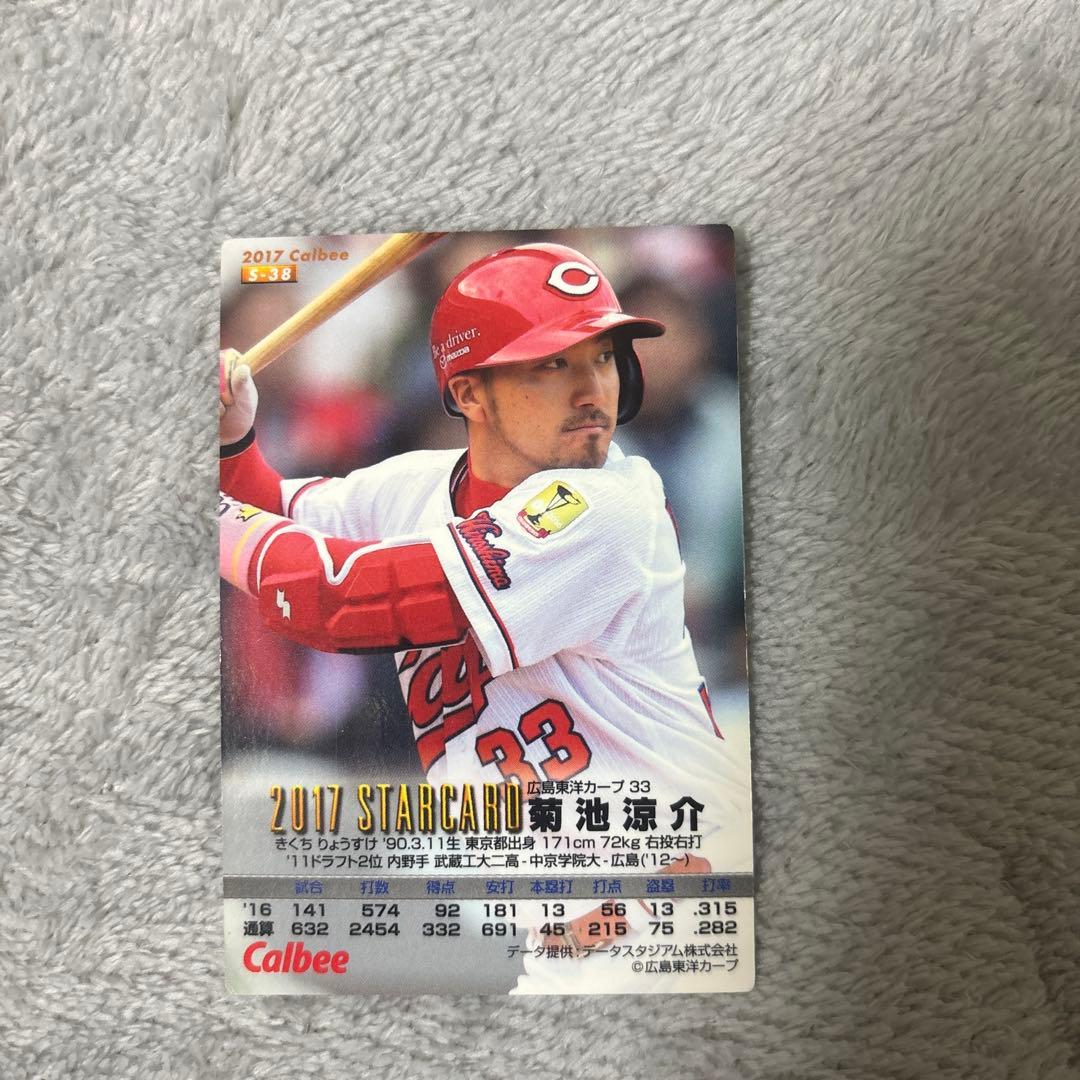 2017 Calbee
S-38
C
Be a driver.
mazda
Hiroshima
33
2017 STARCARD
広島東洋カープ 33
菊池涼介
きくち りょうすけ '90.3.11生 東京都出身 171cm 72kg 右投右打
'11ドラフト2位 内野手 武蔵工大二高-中京学院大-広島('12〜)
試合 打数 得点 安打 本塁打 打点 盗塁 打率
'16 141 574 92 181 13 56 13 .315
通算 632 2454 332 691 45 215 75 .282
Calbee
データ提供:データスタジアム株式会社
©広島東洋カープ